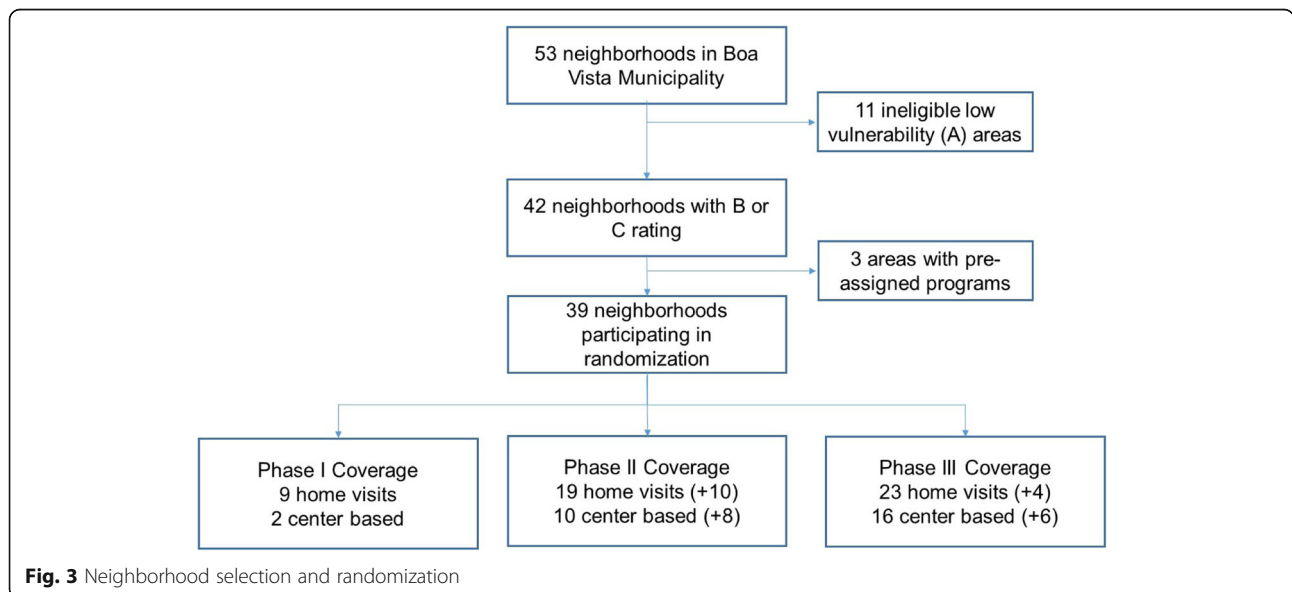 53 neighborhoods in Boa
Vista Municipality
11 ineligible low
vulnerability (A) areas
42 neighborhoods with B or
C rating
3 areas with pre-
assigned programs
39 neighborhoods
participating in
randomization
Phase I Coverage
9 home visits
2 center based
Phase II Coverage
19 home visits (+10)
10 center based (+8)
Phase III Coverage
23 home visits (+4)
16 center based (+6)
Fig. 3 Neighborhood selection and randomization